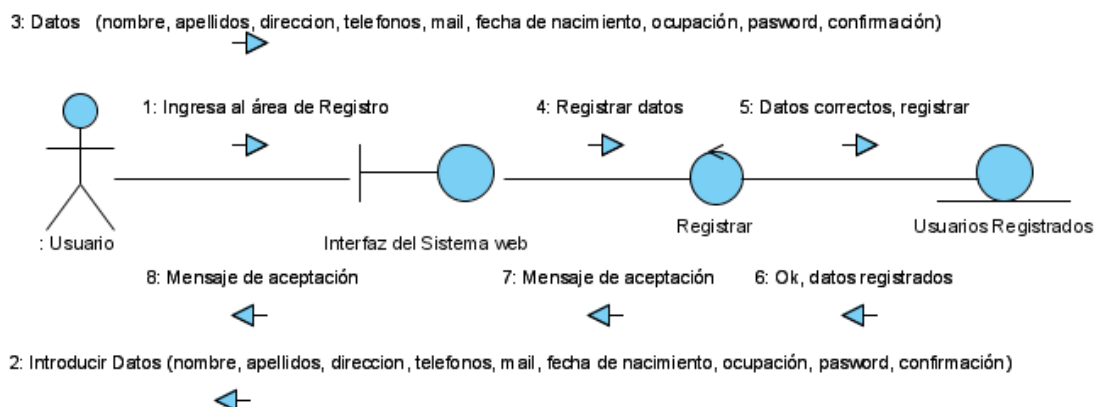 3: Datos (nombre, apellidos, direccion, telefonos, mail, fecha de nacimiento, ocupación, pasword, confirmación)
1: Ingresa al área de Registro
4: Registrar datos
5: Datos correctos, registrar
: Usuario
Interfaz del Sistema web
Registrar
Usuarios Registrados
8: Mensaje de aceptación
7: Mensaje de aceptación
6: Ok, datos registrados
2: Introducir Datos (nombre, apellidos, direccion, telefonos, mail, fecha de nacimiento, ocupación, pasword, confirmación)